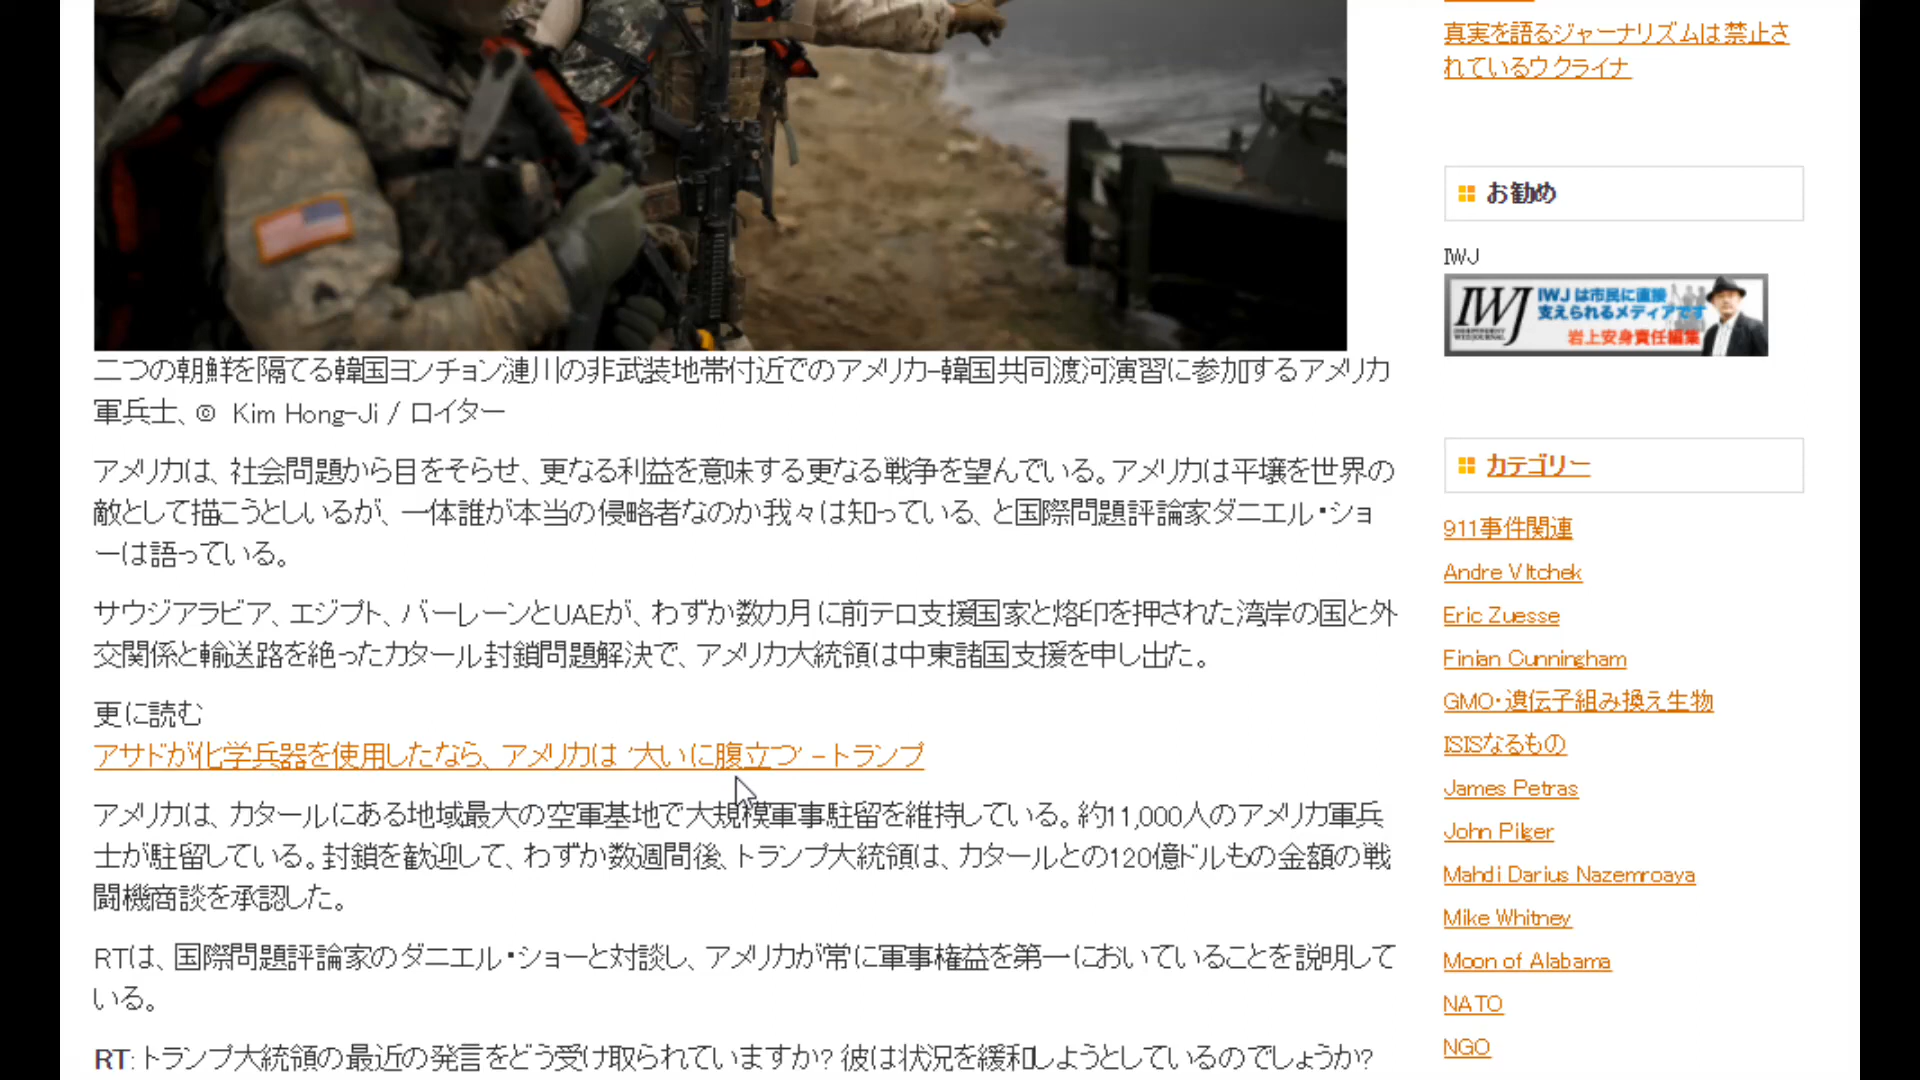 二つの朝鮮を隔てる韓国ヨンチョン漣川の非武装地帯付近でのアメリカ-韓国共同渡河演習に参加するアメリカ
軍兵士、© Kim Hong-Ji / ロイター
アメリカは、社会問題から目をそらせ、更なる利益を意味する更なる戦争を望んでいる。アメリカは平壌を世界の
敵として描こうとしいるが、一体誰が本当の侵略者なのか我々は知っている、と国際問題評論家ダニエル・ショ
ーは語っている。
サウジアラビア、エジプト、バーレーンとUAEが、わずか数カ月に前テロ支援国家と烙印を押された湾岸の国と外
交関係と輸送路を絶ったカタール封鎖問題解決で、アメリカ大統領は中東諸国支援を申し出た。
更に読む
アサドが化学兵器を使用したなら、アメリカは '大いに腹立つ' – トランプ
アメリカは、カタールにある地域最大の空軍基地で大規模軍事駐留を維持している。約11,000人のアメリカ軍兵
士が駐留している。封鎖を歓迎して、わずか数週間後、トランプ大統領は、カタールとの120億ドルもの金額の戦
闘機商談を承認した。
RTは、国際問題評論家のダニエル・ショーと対談し、アメリカが常に軍事権益を第一においていることを説明して
いる。
RT: トランプ大統領の最近の発言をどう受け取られていますか? 彼は状況を緩和しようとしているのでしょうか?
真実を語るジャーナリズムは禁止さ
れているウクライナ
お勧め
IWJ
IWJ
IWJは市民に直接
支えられるメディアです
岩上安身責任編集
カテゴリー
911事件関連
Andre Vltchek
Eric Zuesse
Finian Cunningham
GMO・遺伝子組み換え生物
ISISなるもの
James Petras
John Pilger
Mahdi Darius Nazemroaya
Mike Whitney
Moon of Alabama
NATO
NGO